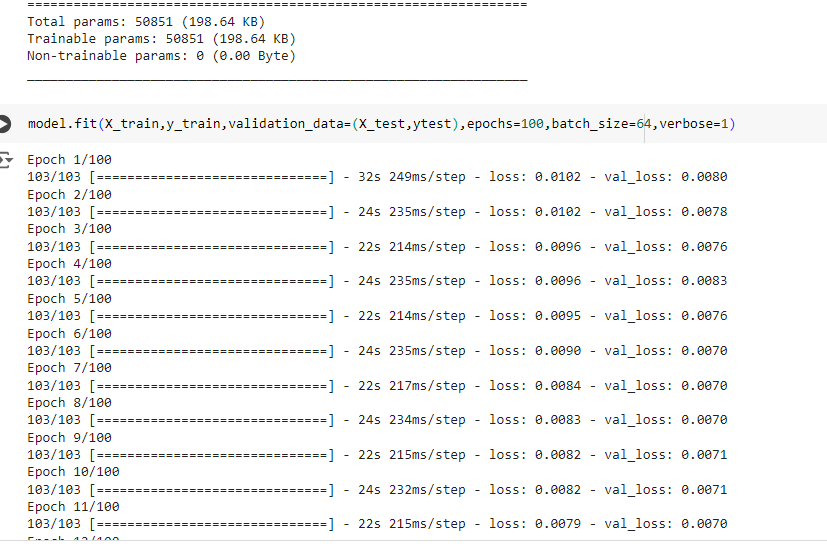 =================================================================
Total params: 50851 (198.64 KB)
Trainable params: 50851 (198.64 KB)
Non-trainable params: 0 (0.00 Byte)
_________________________________________________________________
model.fit(X_train,y_train,validation_data=(X_test,ytest),epochs=100,batch_size=64,verbose=1)
Epoch 1/100
103/103 [==============================] - 32s 249ms/step - loss: 0.0102 - val_loss: 0.0080
Epoch 2/100
103/103 [==============================] - 24s 235ms/step - loss: 0.0102 - val_loss: 0.0078
Epoch 3/100
103/103 [==============================] - 22s 214ms/step - loss: 0.0096 - val_loss: 0.0076
Epoch 4/100
103/103 [==============================] - 24s 235ms/step - loss: 0.0096 - val_loss: 0.0083
Epoch 5/100
103/103 [==============================] - 22s 214ms/step - loss: 0.0095 - val_loss: 0.0076
Epoch 6/100
103/103 [==============================] - 24s 235ms/step - loss: 0.0090 - val_loss: 0.0070
Epoch 7/100
103/103 [==============================] - 22s 217ms/step - loss: 0.0084 - val_loss: 0.0070
Epoch 8/100
103/103 [==============================] - 24s 234ms/step - loss: 0.0083 - val_loss: 0.0070
Epoch 9/100
103/103 [==============================] - 22s 215ms/step - loss: 0.0082 - val_loss: 0.0071
Epoch 10/100
103/103 [==============================] - 24s 232ms/step - loss: 0.0082 - val_loss: 0.0071
Epoch 11/100
103/103 [==============================] - 22s 215ms/step - loss: 0.0079 - val_loss: 0.0070